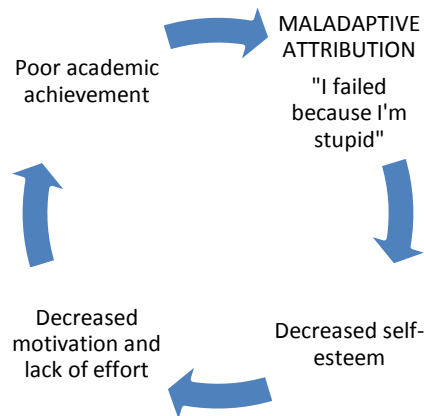 Poor academic
achievement
MALADAPTIVE
ATTRIBUTION
"I failed
because I'm
stupid"
Decreased self-
esteem
Decreased
motivation and
lack of effort